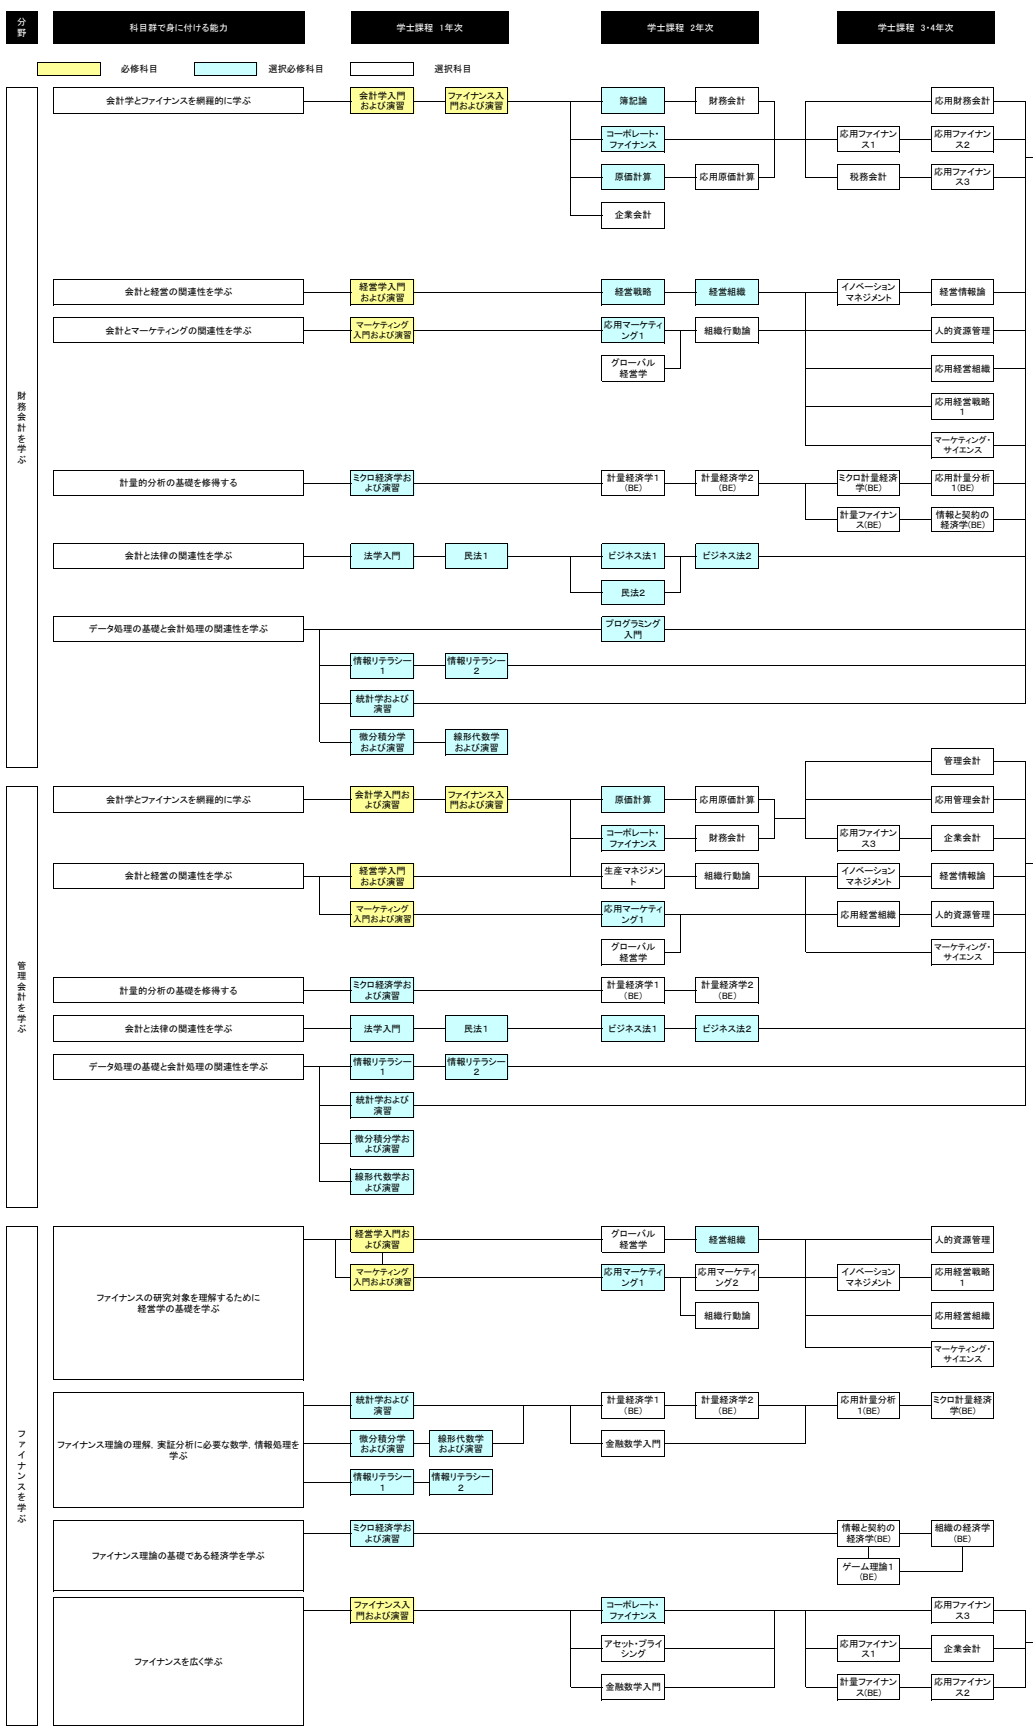 分
野
科目群で身に付ける能力
学士課程 1年次
学士課程 2年次
学士課程 3・4年次
必修科目
選択必修科目
選択科目
財務会計を学ぶ
会計学とファイナンスを網羅的に学ぶ
会計学入門
および演習
ファイナンス入
門および演習
簿記論
財務会計
応用財務会計
コーポレート・
ファイナンス
応用ファイナン
ス1
応用ファイナン
ス2
原価計算
応用原価計算
税務会計
応用ファイナン
ス3
企業会計
会計と経営の関連性を学ぶ
経営学入門
および演習
経営戦略
経営組織
イノベーション
マネジメント
経営情報論
会計とマーケティングの関連性を学ぶ
マーケティング
入門および演習
応用マーケティ
ング1
組織行動論
人的資源管理
グローバル
経営学
応用経営組織
応用経営戦略
1
マーケティング・
サイエンス
計量的分析の基礎を修得する
ミクロ経済学お
よび演習
計量経済学1
(BE)
計量経済学2
(BE)
ミクロ計量経済
学(BE)
応用計量分析
1(BE)
計量ファイナン
ス(BE)
情報と契約の
経済学(BE)
会計と法律の関連性を学ぶ
法学入門
民法1
ビジネス法1
ビジネス法2
民法2
データ処理の基礎と会計処理の関連性を学ぶ
プログラミング
入門
情報リテラシー
1
情報リテラシー
2
統計学および
演習
微分積分学
および演習
線形代数学
および演習
管理会計を学ぶ
管理会計
会計学とファイナンスを網羅的に学ぶ
会計学入門お
よび演習
ファイナンス入
門および演習
原価計算
応用原価計算
応用管理会計
コーポレート・
ファイナンス
財務会計
応用ファイナン
ス3
企業会計
会計と経営の関連性を学ぶ
経営学入門
および演習
生産マネジメン
ト
組織行動論
イノベーション
マネジメント
経営情報論
マーケティング
入門および演習
応用マーケティ
ング1
応用経営組織
人的資源管理
グローバル
経営学
マーケティング・
サイエンス
計量的分析の基礎を修得する
ミクロ経済学お
よび演習
計量経済学1
(BE)
計量経済学2
(BE)
会計と法律の関連性を学ぶ
法学入門
民法1
ビジネス法1
ビジネス法2
データ処理の基礎と会計処理の関連性を学ぶ
情報リテラシー
1
情報リテラシー
2
統計学および
演習
微分積分学お
よび演習
線形代数学お
よび演習
ファイナンスを学ぶ
ファイナンスの研究対象を理解するために
経営学の基礎を学ぶ
経営学入門お
よび演習
グローバル
経営学
経営組織
人的資源管理
マーケティング
入門および演習
応用マーケティ
ング1
応用マーケティ
ング2
イノベーション
マネジメント
応用経営戦略
1
組織行動論
応用経営組織
マーケティング・
サイエンス
ファイナンス理論の理解, 実証分析に必要な数学, 情報処理を
学ぶ
統計学および
演習
計量経済学1
(BE)
計量経済学2
(BE)
応用計量分析
1(BE)
ミクロ計量経済
学(BE)
微分積分学
および演習
線形代数学
および演習
金融数学入門
情報リテラシー
1
情報リテラシー
2
ファイナンス理論の基礎である経済学を学ぶ
ミクロ経済学お
よび演習
情報と契約の
経済学(BE)
組織の経済学
(BE)
ゲーム理論1
(BE)
ファイナンスを広く学ぶ
ファイナンス入
門および演習
コーポレート・
ファイナンス
応用ファイナン
ス3
アセット・プライ
シング
応用ファイナン
ス1
企業会計
金融数学入門
計量ファイナン
ス(BE)
応用ファイナン
ス2